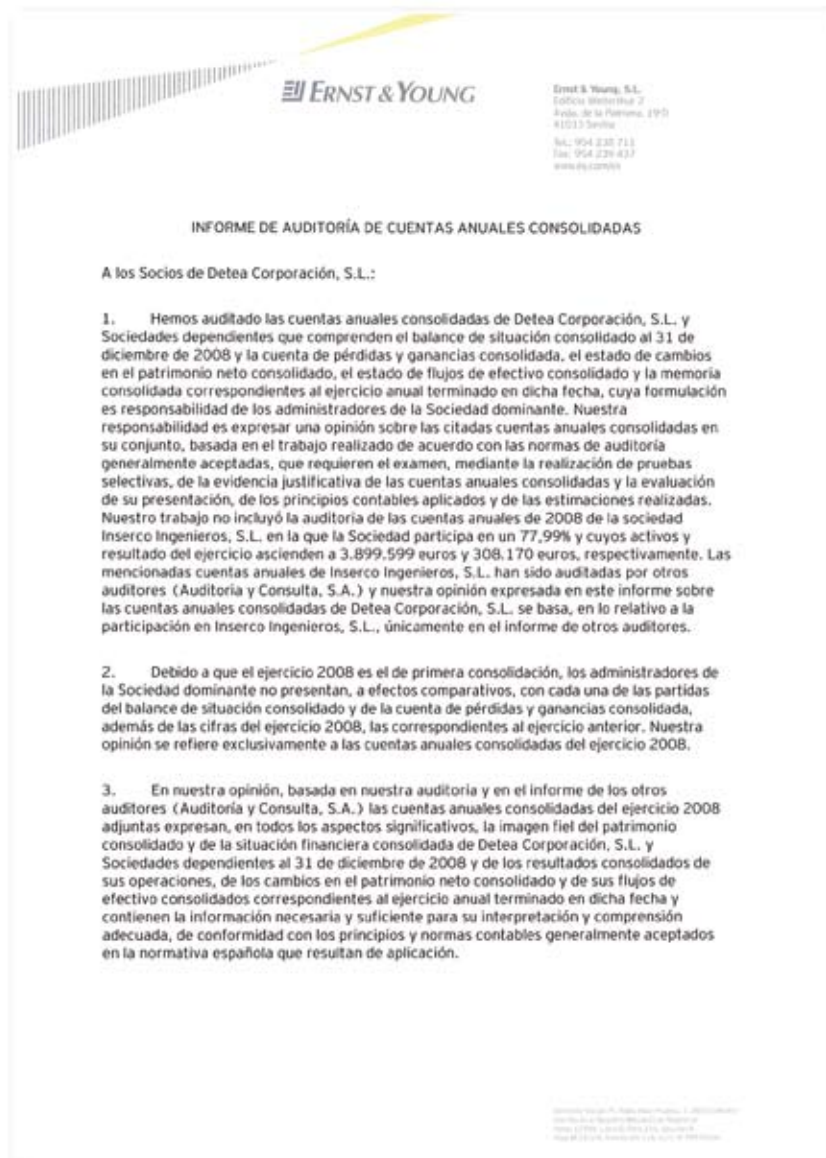 ERNST & YOUNG
Ernst & Young, S.L.
41013 Sevilla
Tel.: 954 238 711
INFORME DE AUDITORÍA DE CUENTAS ANUALES CONSOLIDADAS
A los Socios de Detea Corporación, S.L.:
1. Hemos auditado las cuentas anuales consolidadas de Detea Corporación, S.L. y
Sociedades dependientes que comprenden el balance de situación consolidado al 31 de
diciembre de 2008 y la cuenta de pérdidas y ganancias consolidada, el estado de cambios
en el patrimonio neto consolidado, el estado de flujos de efectivo consolidado y la memoria
consolidada correspondientes al ejercicio anual terminado en dicha fecha, cuya formulación
es responsabilidad de los administradores de la Sociedad dominante. Nuestra
responsabilidad es expresar una opinión sobre las citadas cuentas anuales consolidadas en
su conjunto, basada en el trabajo realizado de acuerdo con las normas de auditoría
generalmente aceptadas, que requieren el examen, mediante la realización de pruebas
selectivas, de la evidencia justificativa de las cuentas anuales consolidadas y la evaluación
de su presentación, de los principios contables aplicados y de las estimaciones realizadas.
Nuestro trabajo no incluyó la auditoria de las cuentas anuales de 2008 de la sociedad
Inserco Ingenieros, S.L. en la que la Sociedad participa en un 77,99% y cuyos activos y
resultado del ejercicio ascienden a 3.899.599 euros y 308.170 euros, respectivamente. Las
mencionadas cuentas anuales de Inserco Ingenieros, S.L. han sido auditadas por otros
auditores (Auditoria y Consulta, S.A.) y nuestra opinión expresada en este informe sobre
las cuentas anuales consolidadas de Detea Corporación, S.L. se basa, en lo relativo a la
participación en Inserco Ingenieros, S.L., únicamente en el informe de otros auditores.
2. Debido a que el ejercicio 2008 es el de primera consolidación, los administradores de
la Sociedad dominante no presentan, a efectos comparativos, con cada una de las partidas
del balance de situación consolidado y de la cuenta de pérdidas y ganancias consolidada,
además de las cifras del ejercicio 2008, las correspondientes al ejercicio anterior. Nuestra
opinión se refiere exclusivamente a las cuentas anuales consolidadas del ejercicio 2008.
3. En nuestra opinión, basada en nuestra auditoria y en el informe de los otros
auditores (Auditoría y Consulta, S.A.) las cuentas anuales consolidadas del ejercicio 2008
adjuntas expresan, en todos los aspectos significativos, la imagen fiel del patrimonio
consolidado y de la situación financiera consolidada de Detea Corporación, S.L. y
Sociedades dependientes al 31 de diciembre de 2008 y de los resultados consolidados de
sus operaciones, de los cambios en el patrimonio neto consolidado y de sus flujos de
efectivo consolidados correspondientes al ejercicio anual terminado en dicha fecha y
contienen la información necesaria y suficiente para su interpretación y comprensión
adecuada, de conformidad con los principios y normas contables generalmente aceptados
en la normativa española que resultan de aplicación.